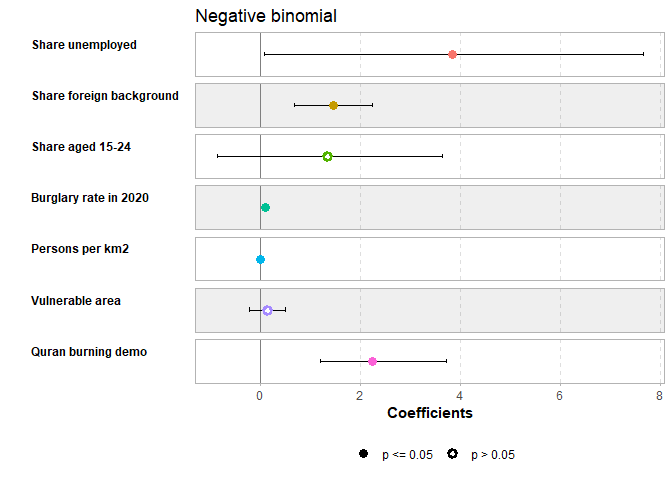 Negative binomial
Share unemployed
Share foreign background
Share aged 15-24
Burglary rate in 2020
Persons per km2
Vulnerable area
Quran burning demo
0 2 4 6 8
Coefficients
p <= 0.05 p > 0.05